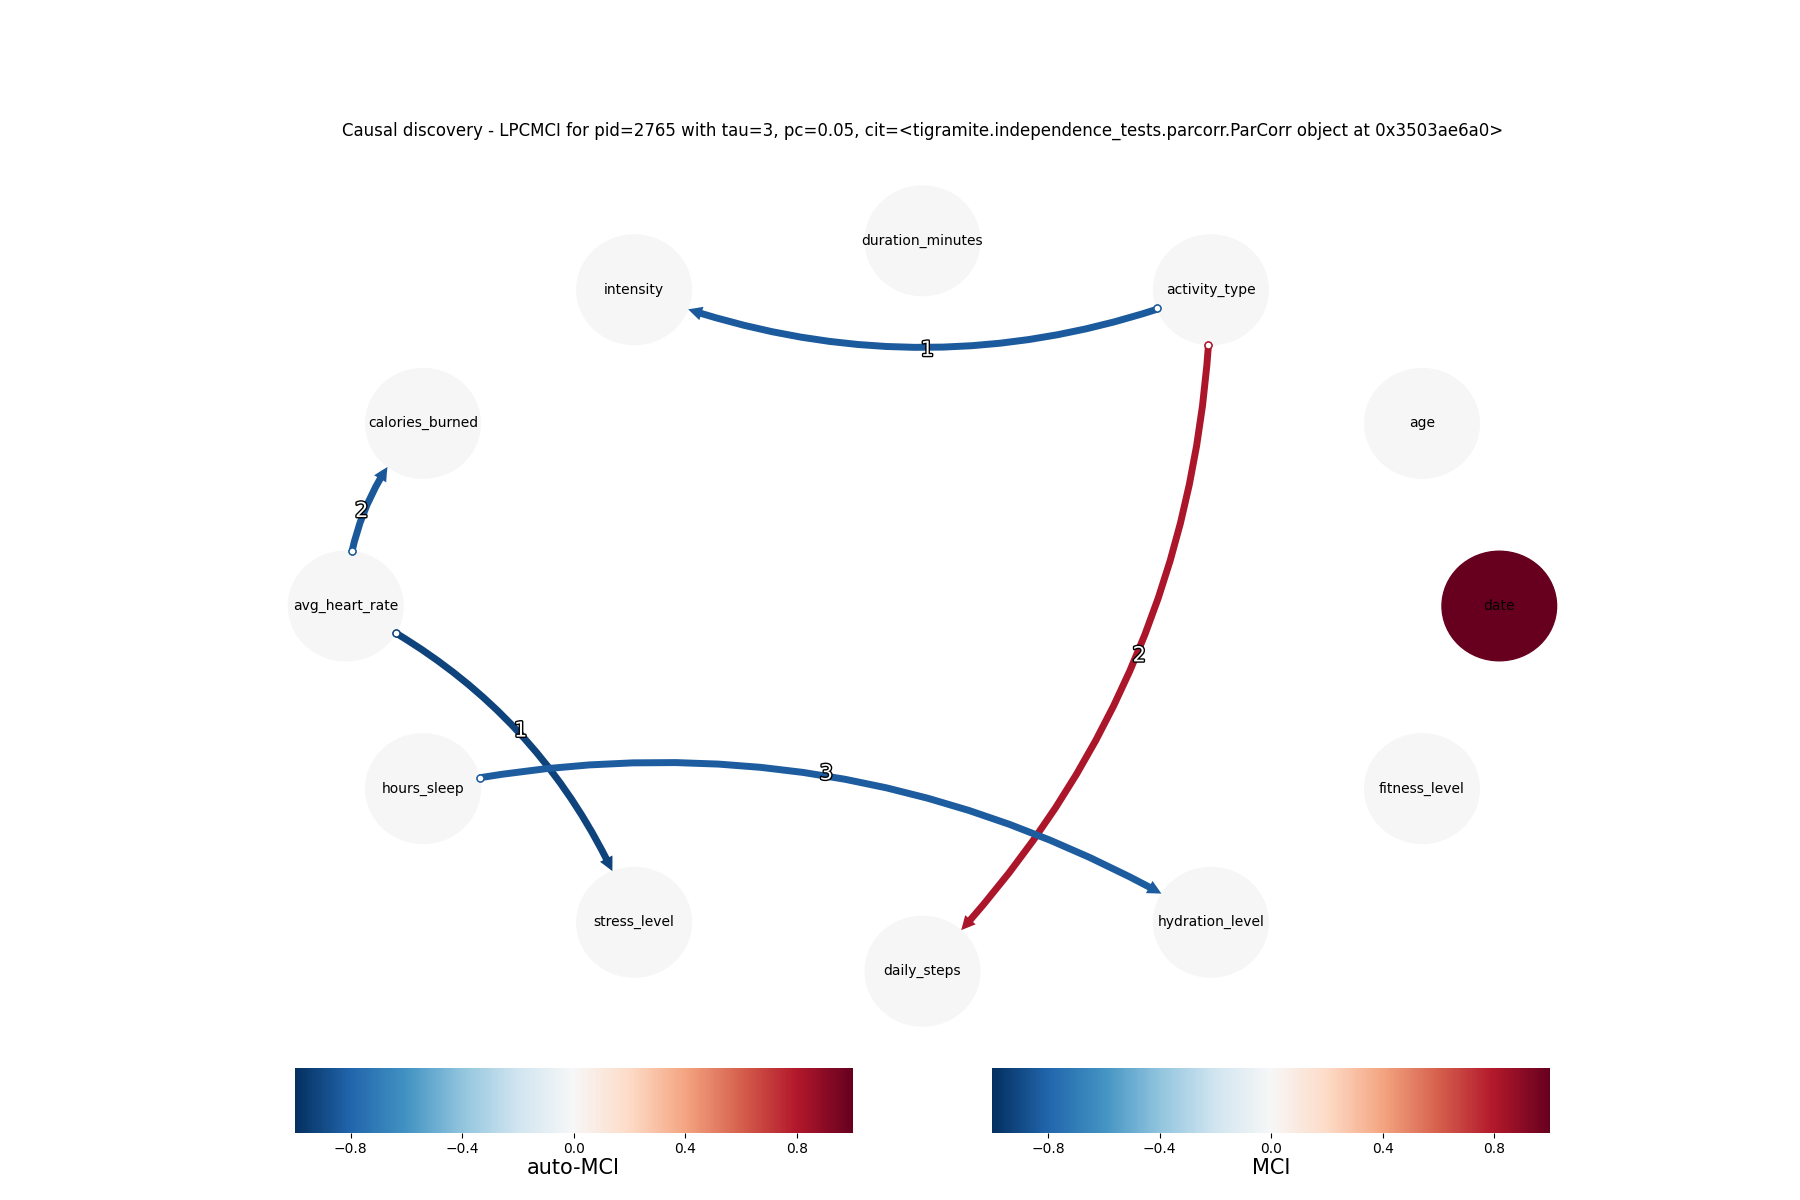 Causal discovery - LPCMCI for pid=2765 with tau=3, pc=0.05, cit=<tigramite.independence_tests.parcorr.ParCorr object at 0x3503ae6a0>
duration_minutes
intensity
activity_type
1
calories_burned
age
2
avg_heart_rate
date
2
1
3
hours_sleep
fitness_level
stress_level
hydration_level
daily_steps
−0.8 −0.4 0.0 0.4 0.8
auto-MCI
−0.8 −0.4 0.0 0.4 0.8
MCI